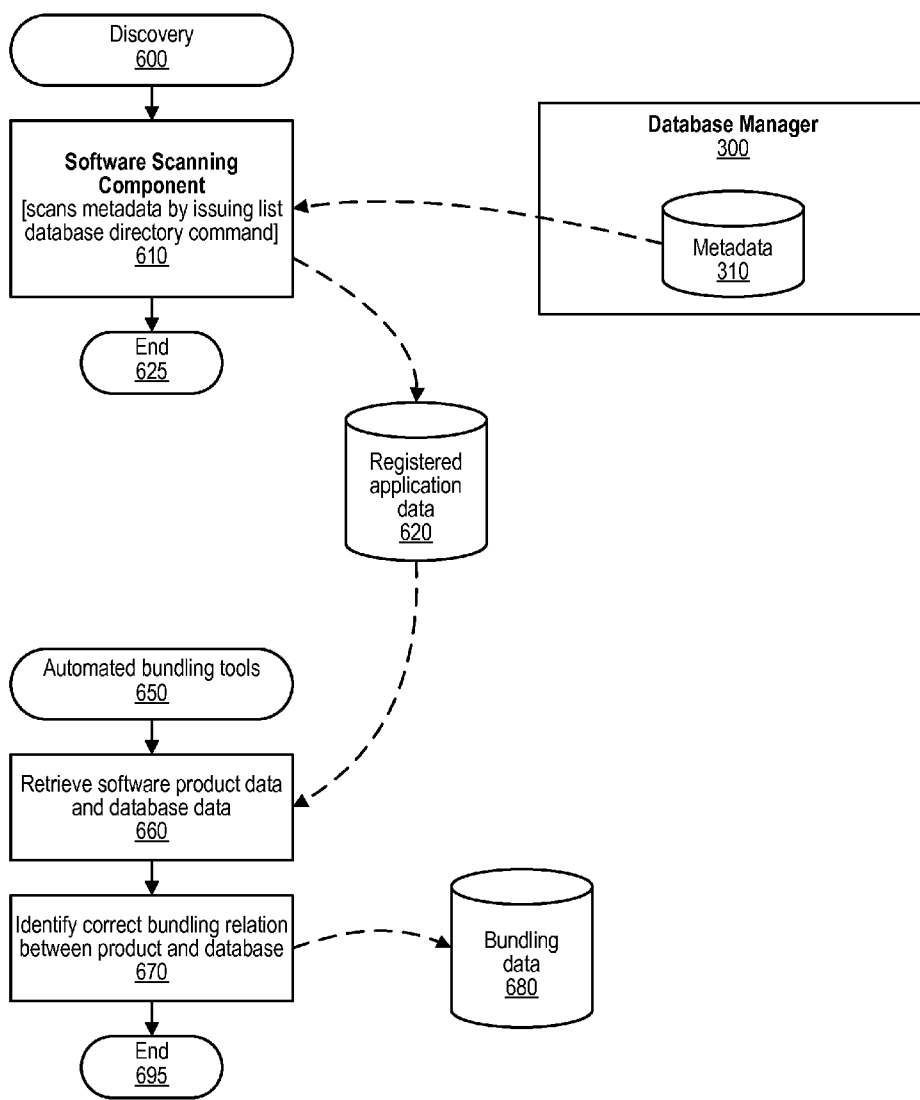 Discovery
600
Software Scanning
Component
[scans metadata by issuing list
database directory command]
610
End
625
Database Manager
300
Metadata
310
Registered
application
data
620
Automated bundling tools
650
Retrieve software product data
and database data
660
Identify correct bundling relation
between product and database
670
Bundling
data
680
End
695